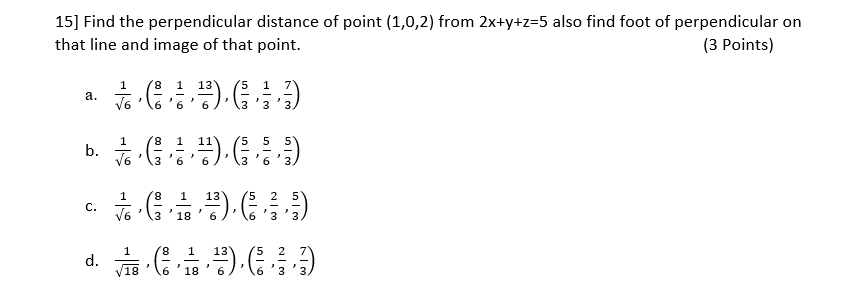 15] Find the perpendicular distance of point (1,0,2) from 2x+y+z=5 also find foot of perpendicular on
that line and image of that point. (3 Points)
a. 1/√6 ,(8/6 ,1/6 ,13/6),(5/3 ,1/3 ,7/3)
b. 1/√6 ,(8/3 ,1/6 ,11/6),(5/3 ,5/6 ,5/3)
c. 1/√6 ,(8/3 ,1/18 ,13/6),(5/6 ,2/3 ,5/3)
d. 1/√18 ,(8/6 ,1/18 ,13/6),(5/6 ,2/3 ,7/3)